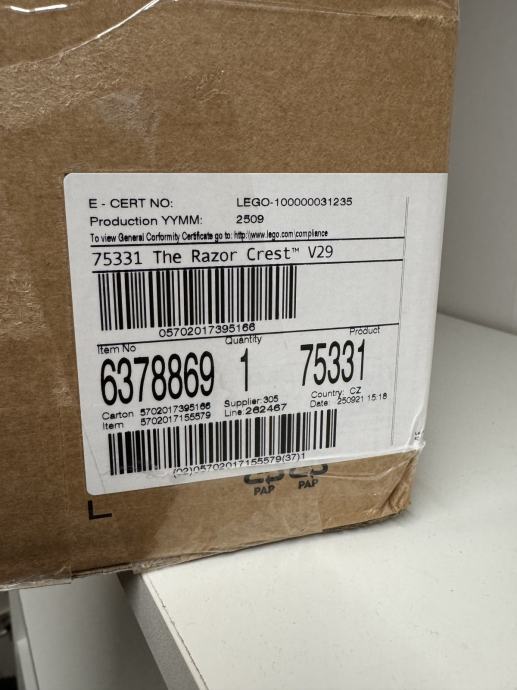 E - CERT NO: LEGO-100000031235
Production YYMM: 2509
To view General Conformity Certificate go to: http://www.lego.com/compliance
75331 The Razor Crest™ V29
05702017395166
Item No Quantity Product
6378869 1 75331
Carton 5702017395166 Supplier:305 Country: CZ
Item 5702017155579 Line:262467 Date: 250921 15:18
(02)05702017155579(37)1
PAP PAP
L